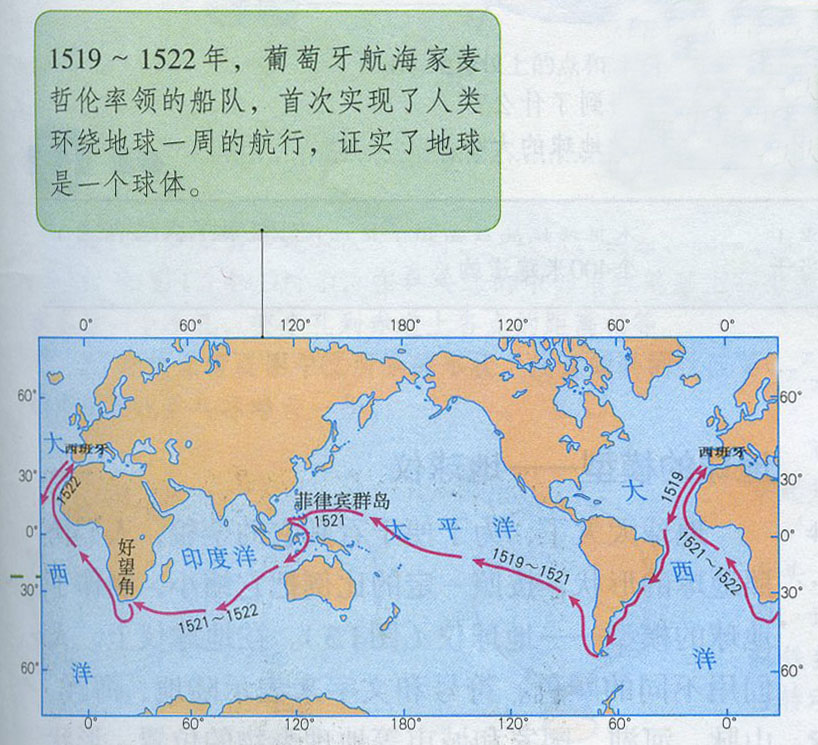 1519～1522年，葡萄牙航海家麦
哲伦率领的船队，首次实现了人类
环绕地球一周的航行，证实了地球
是一个球体。
0° 60° 120° 180° 120° 60° 0°
60° 60°
大
西班牙 西班牙
30° 1522 菲律宾群岛 大 1519 30°
1521 太平洋
0° 好望角 印度洋 1519～1521 1521～1522 0°
西 西
30° 1521～1522 30°
洋 洋
60° 60°
0° 60° 120° 180° 120° 60° 0°